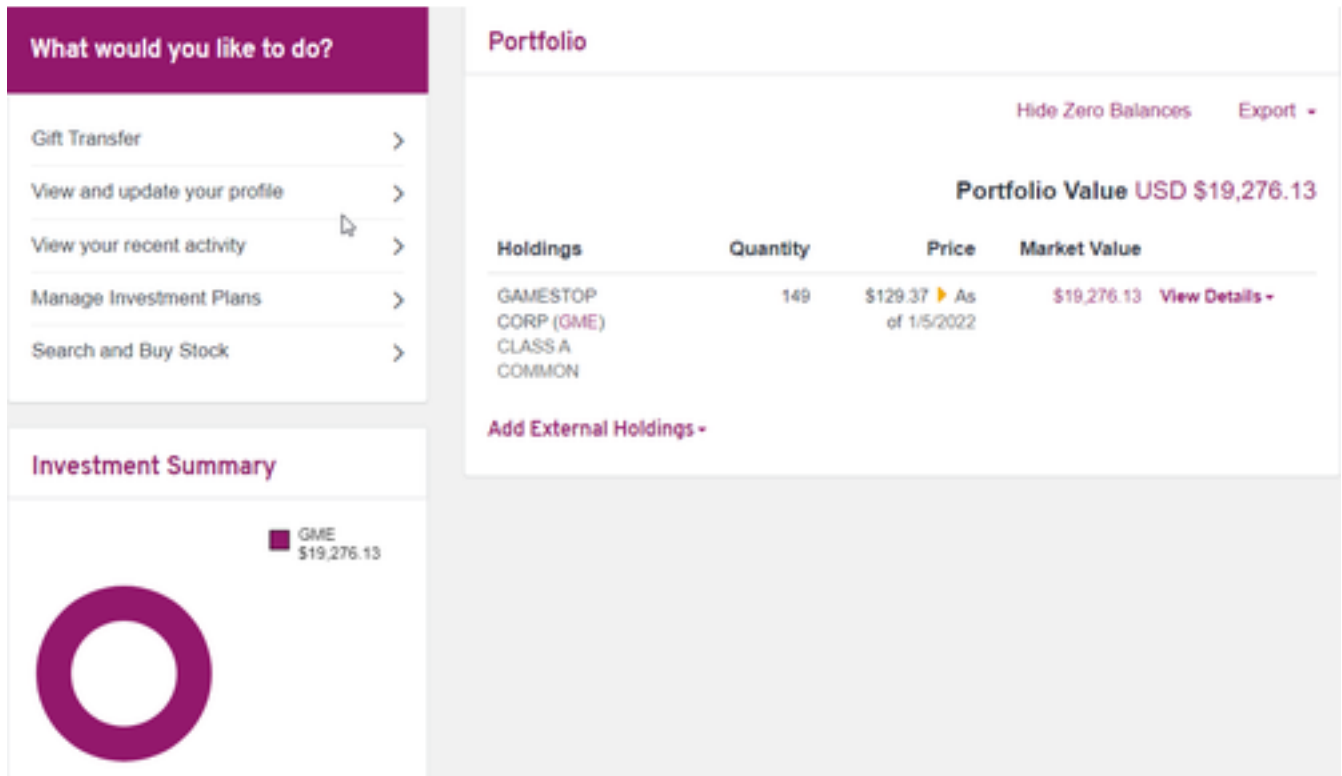 What would you like to do?
Gift Transfer
View and update your profile
View your recent activity
Manage Investment Plans
Search and Buy Stock
Investment Summary
GME
$19,276.13
Portfolio
Hide Zero Balances Export
Portfolio Value USD $19,276.13
Holdings Quantity Price Market Value
GAMESTOP 149 $129.37 As $19,276.13 View Details
CORP (GME) of 1/5/2022
CLASS A
COMMON
Add External Holdings